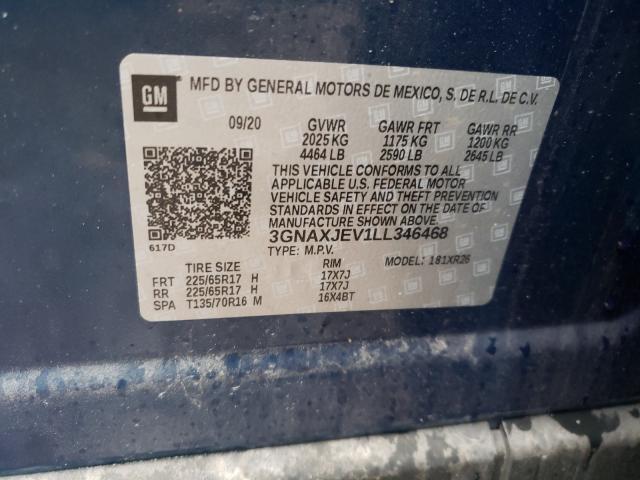 GM
MFD BY GENERAL MOTORS DE MEXICO, S. DE R.L. DE C.V.
09/20 GVWR GAWR FRT GAWR RR
2025 KG 1175 KG 1200 KG
4464 LB 2590 LB 2645 LB
THIS VEHICLE CONFORMS TO ALL
APPLICABLE U.S. FEDERAL MOTOR
VEHICLE SAFETY AND THEFT PREVENTION
STANDARDS IN EFFECT ON THE DATE OF
MANUFACTURE SHOWN ABOVE.
3GNAXJEV1LL346468
617D TYPE: M.P.V. MODEL: 181XR26
TIRE SIZE RIM
FRT 225/65R17 H 17X7J
RR 225/65R17 H 17X7J
SPA T135/70R16 M 16X4BT